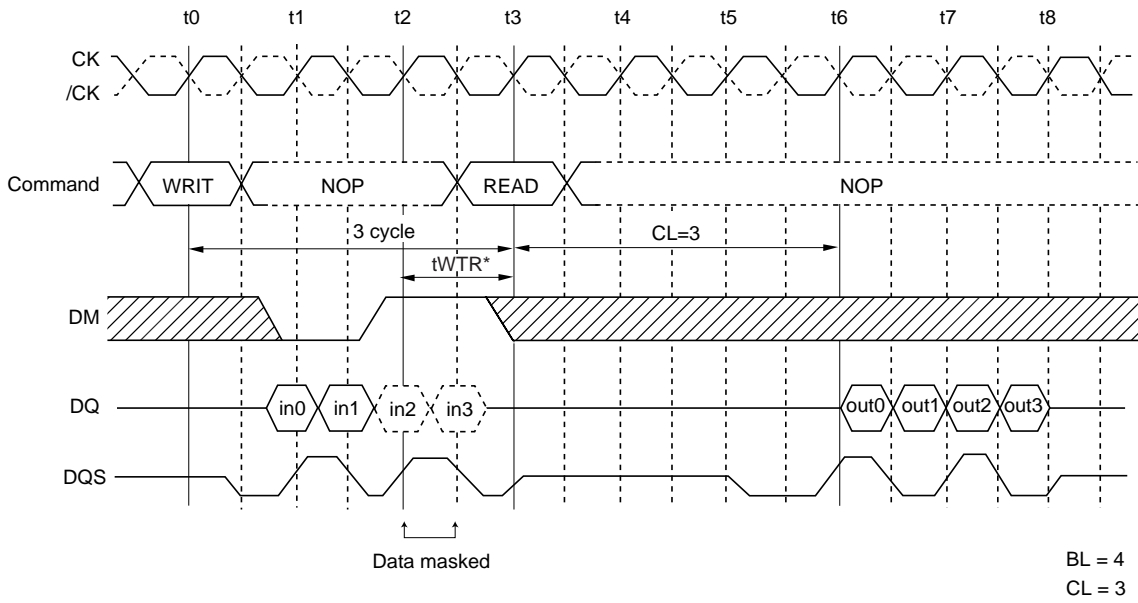 t0 t1 t2 t3 t4 t5 t6 t7 t8
CK
/CK
Command WRIT NOP READ NOP
3 cycle CL=3
tWTR*
DM
DQ in0 in1 in2 in3 out0 out1 out2 out3
DQS
Data masked
BL = 4
CL = 3